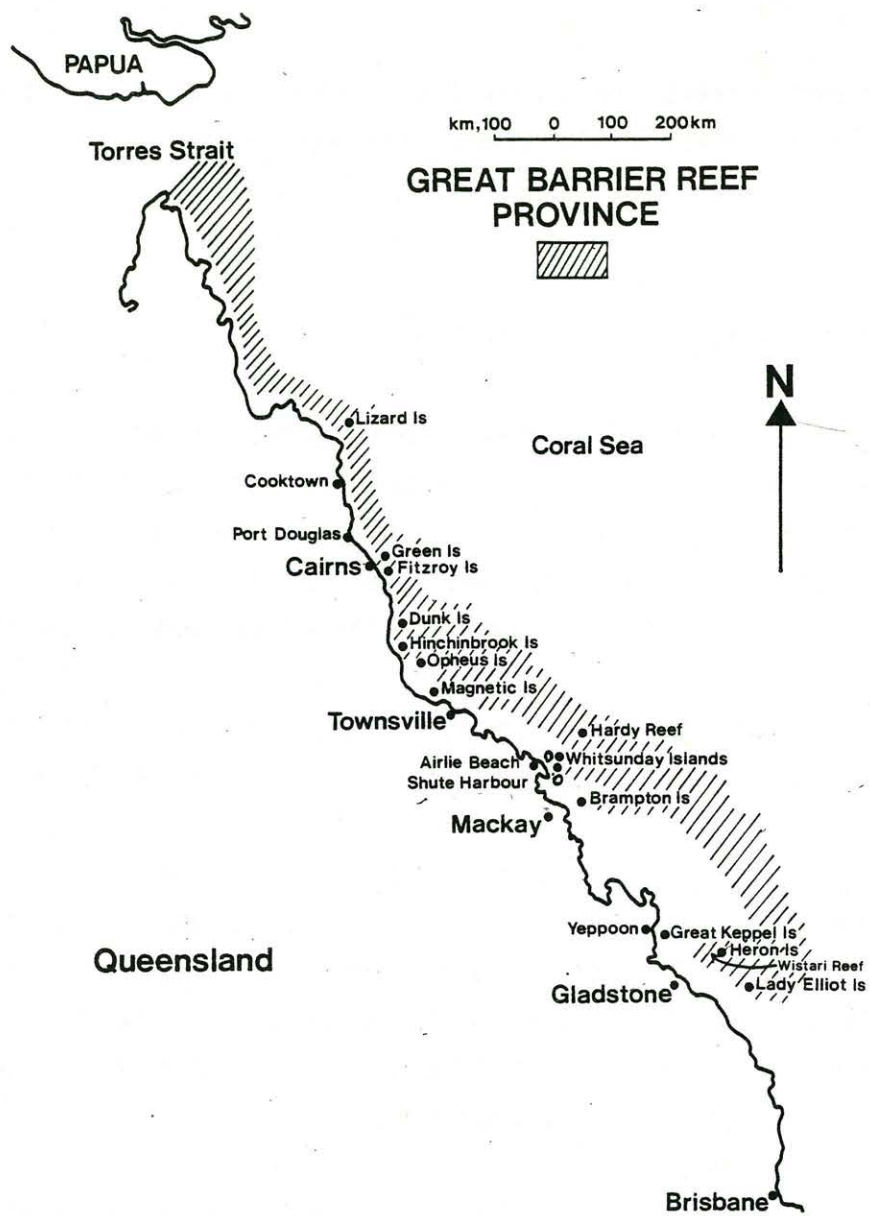 PAPUA
Torres Strait
km,100 0 100 200km
GREAT BARRIER REEF
PROVINCE
N
Lizard Is
Coral Sea
Cooktown
Port Douglas
Green Is
Cairns
Fitzroy Is
Dunk Is
Hinchinbrook Is
Opheus Is
Magnetic Is
Townsville
Hardy Reef
Airlie Beach
Whitsunday Islands
Shute Harbour
Brampton Is
Mackay
Yeppoon
Great Keppel Is
Heron Is
Queensland
Wistari Reef
Lady Elliot Is
Gladstone
Brisbane